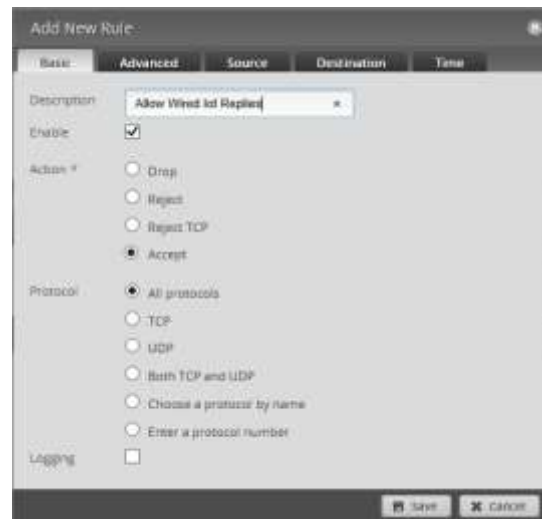 Add New Rule
Basic Advanced Source Destination Time
Description Allow Wired Iot Replies ×
Enable
Action *
Drop
Reject
Reject TCP
Accept
Protocol
All protocols
TCP
UDP
Both TCP and UDP
Choose a protocol by name
Enter a protocol number
Logging
Save Cancel